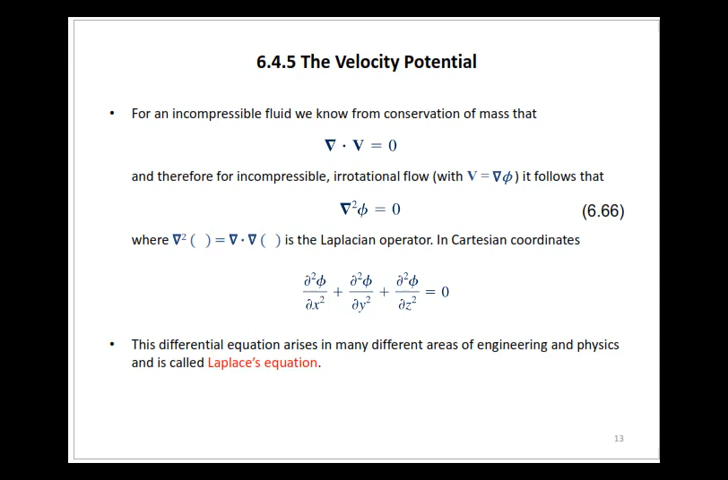 6.4.5 The Velocity Potential
• For an incompressible fluid we know from conservation of mass that
∇ · V = 0
and therefore for incompressible, irrotational flow (with V = ∇ϕ) it follows that
∇²ϕ = 0 (6.66)
where ∇² ( ) = ∇ · ∇ ( ) is the Laplacian operator. In Cartesian coordinates
∂²ϕ/∂x² + ∂²ϕ/∂y² + ∂²ϕ/∂z² = 0
• This differential equation arises in many different areas of engineering and physics
and is called Laplace's equation.
13